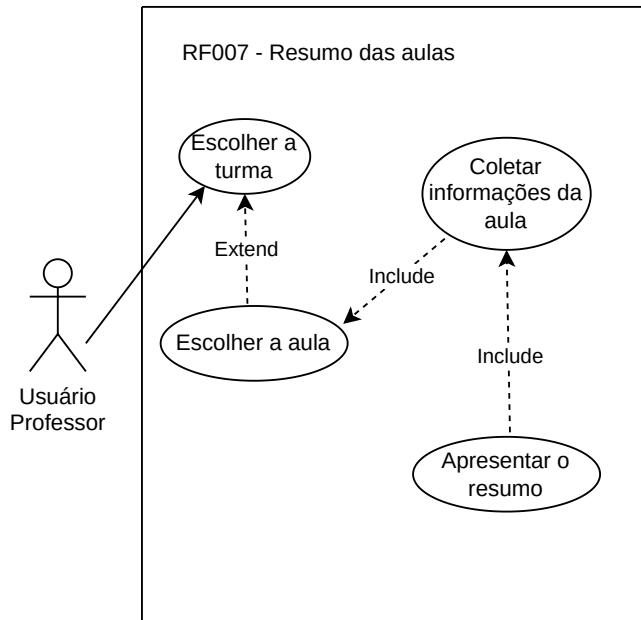 RF007 - Resumo das aulas
Escolher a
turma
Coletar
informações da
aula
Extend
Include
Escolher a aula
Include
Usuário
Professor
Apresentar o
resumo